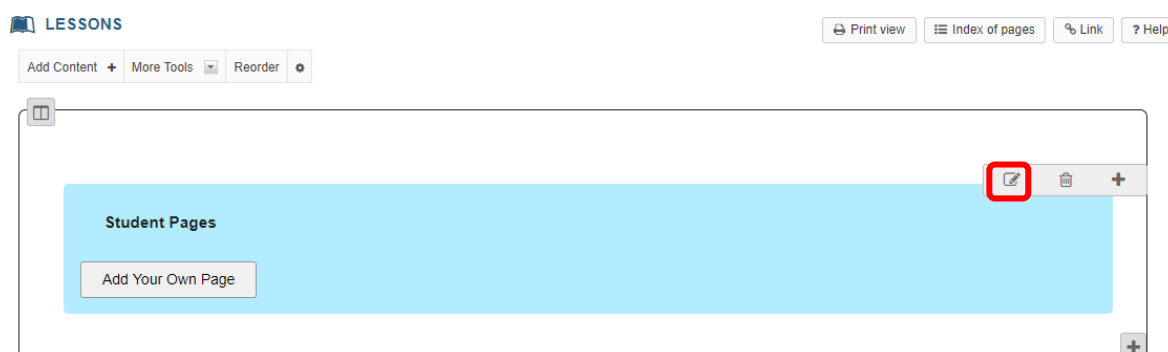 LESSONS
Print view Index of pages Link ? Help
Add Content + More Tools Reorder
Student Pages
Add Your Own Page